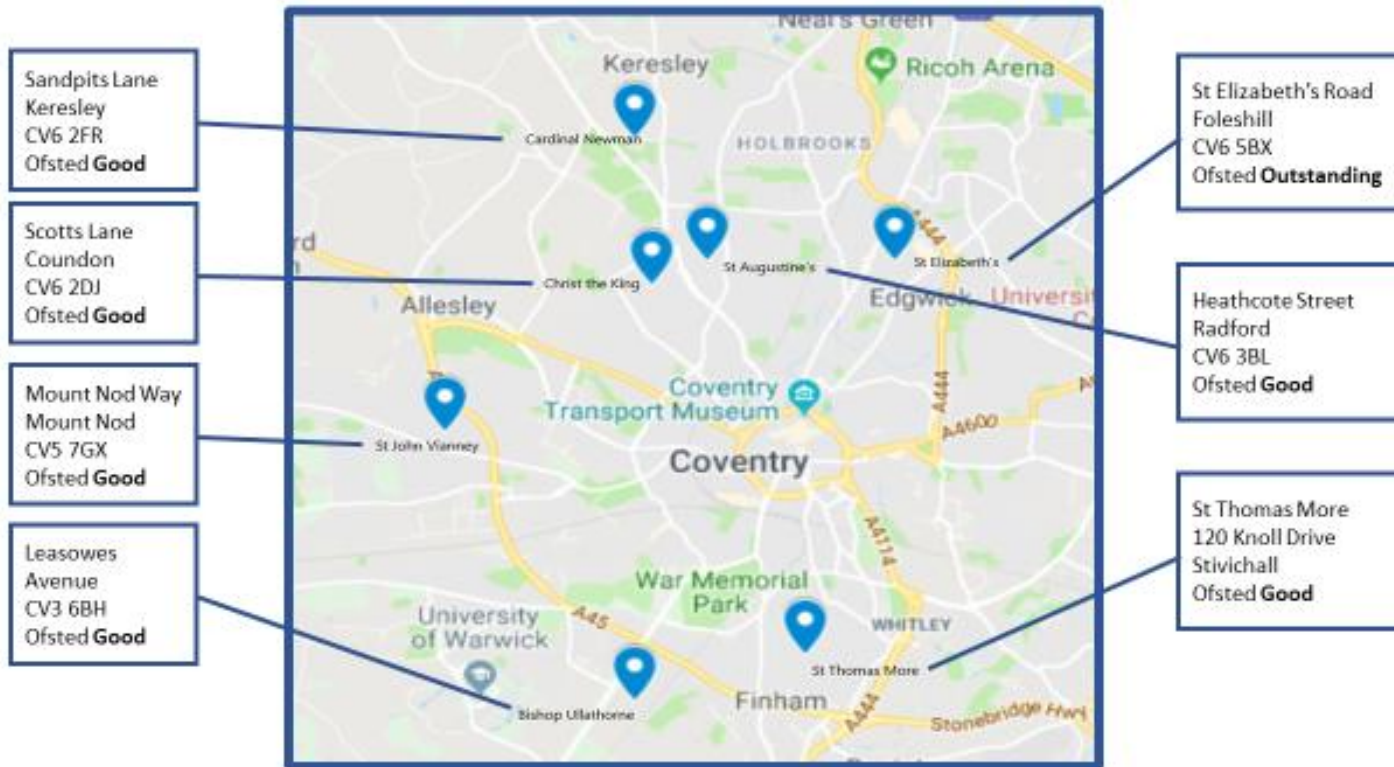 Sandpits Lane
Keresley
CV6 2FR
Ofsted Good
Scotts Lane
Coundon
CV6 2DJ
Ofsted Good
Mount Nod Way
Mount Nod
CV5 7GX
Ofsted Good
Leasowes
Avenue
CV3 6BH
Ofsted Good
Neal's Green
Keresley
Ricoh Arena
Cardinal Newman
HOLBROOKS
A444
St Augustine's
St Elizabeth's
Christ the King
Edgwick
Allesley
Coventry
Transport Museum
A444
A4600
St John Vianney
Coventry
A4114
War Memorial
Park
University
of Warwick
A45
WHITLEY
St Thomas More
Finham
Bishop Ullathorne
A444
Stonebridge Hwy
St Elizabeth's Road
Foleshill
CV6 5BX
Ofsted Outstanding
Heathcote Street
Radford
CV6 3BL
Ofsted Good
St Thomas More
120 Knoll Drive
Stivichall
Ofsted Good